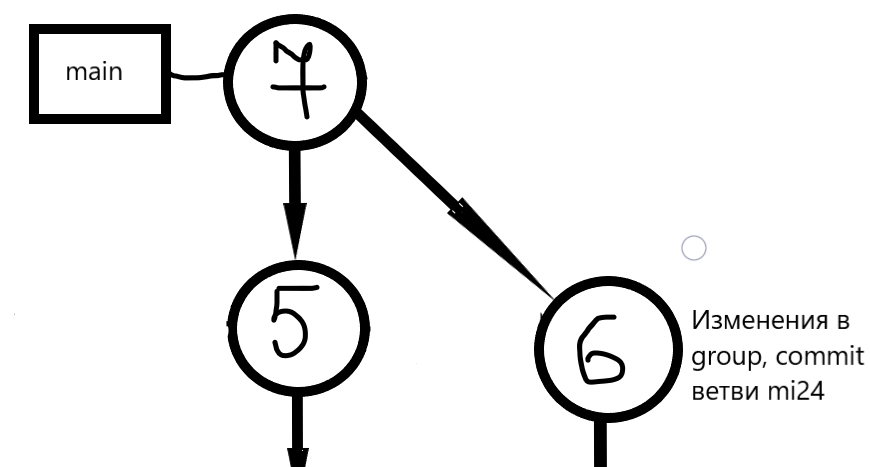 main
7
5
6
Изменения в
group, commit
ветви mi24